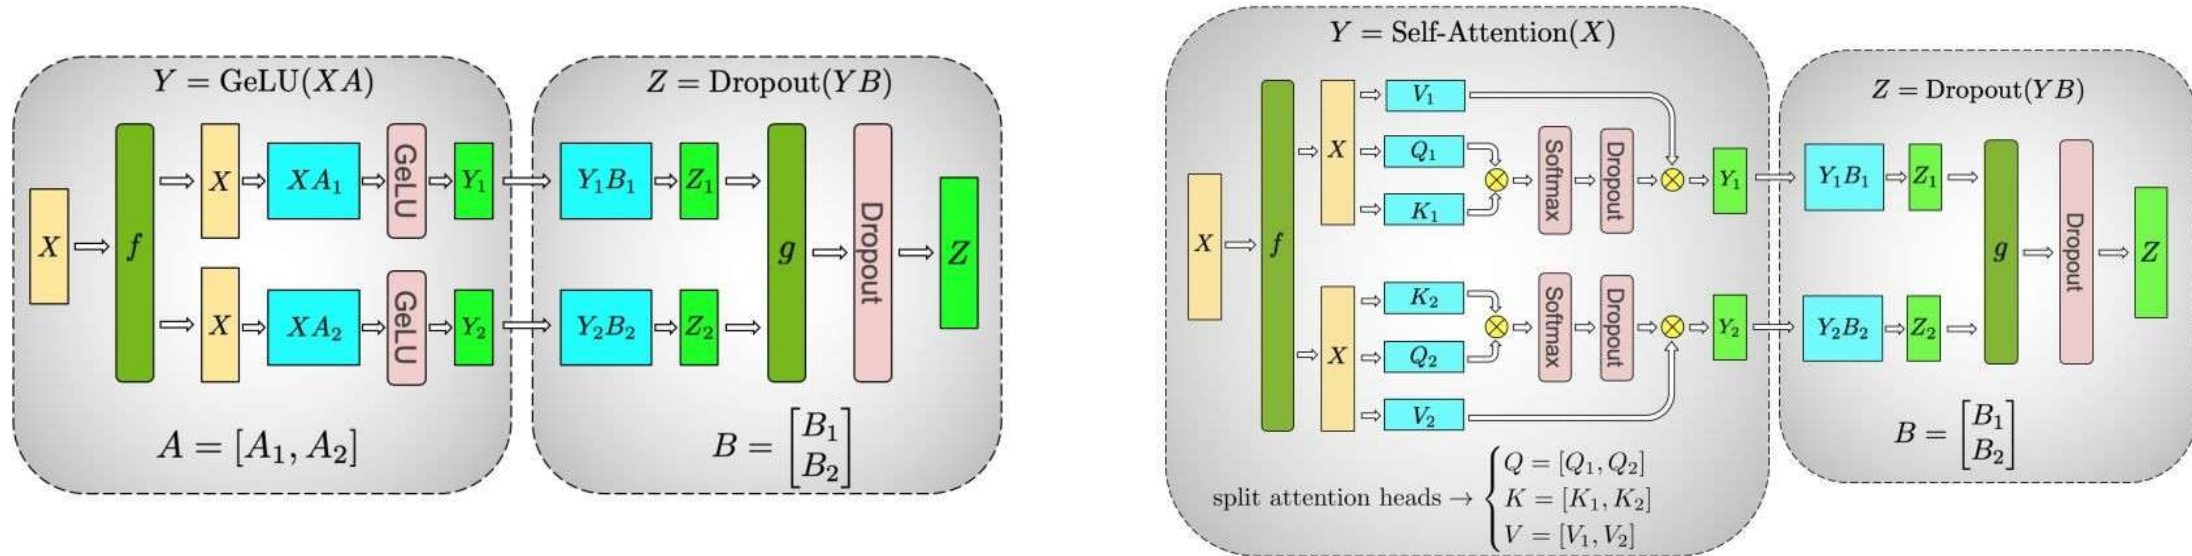 Y = GeLU(XA)
X
f
X
XA₁
GeLU
Y₁
X
XA₂
GeLU
Y₂
A = [A₁, A₂]
Z = Dropout(YB)
Y₁B₁
Z₁
Y₂B₂
Z₂
g
Dropout
Z
B = [B₁
B₂]
Y = Self-Attention(X)
X
f
X
V₁
Q₁
K₁
Softmax
Dropout
Y₁
X
K₂
Q₂
V₂
Softmax
Dropout
Y₂
split attention heads → { Q = [Q₁, Q₂]
K = [K₁, K₂]
V = [V₁, V₂]
Z = Dropout(YB)
Y₁B₁
Z₁
Y₂B₂
Z₂
g
Dropout
Z
B = [B₁
B₂]